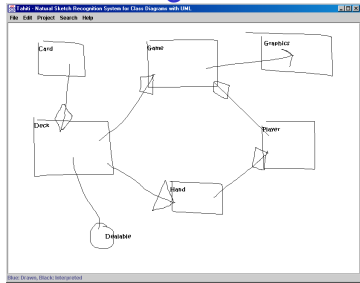 Tahiti - Natural Sketch Recognition System for Class Diagrams with UML
File Edit Project Search Help
Card
Game
Graphics
Deck
Player
Hand
Dealable
Blue: Drawn, Black: Interpreted